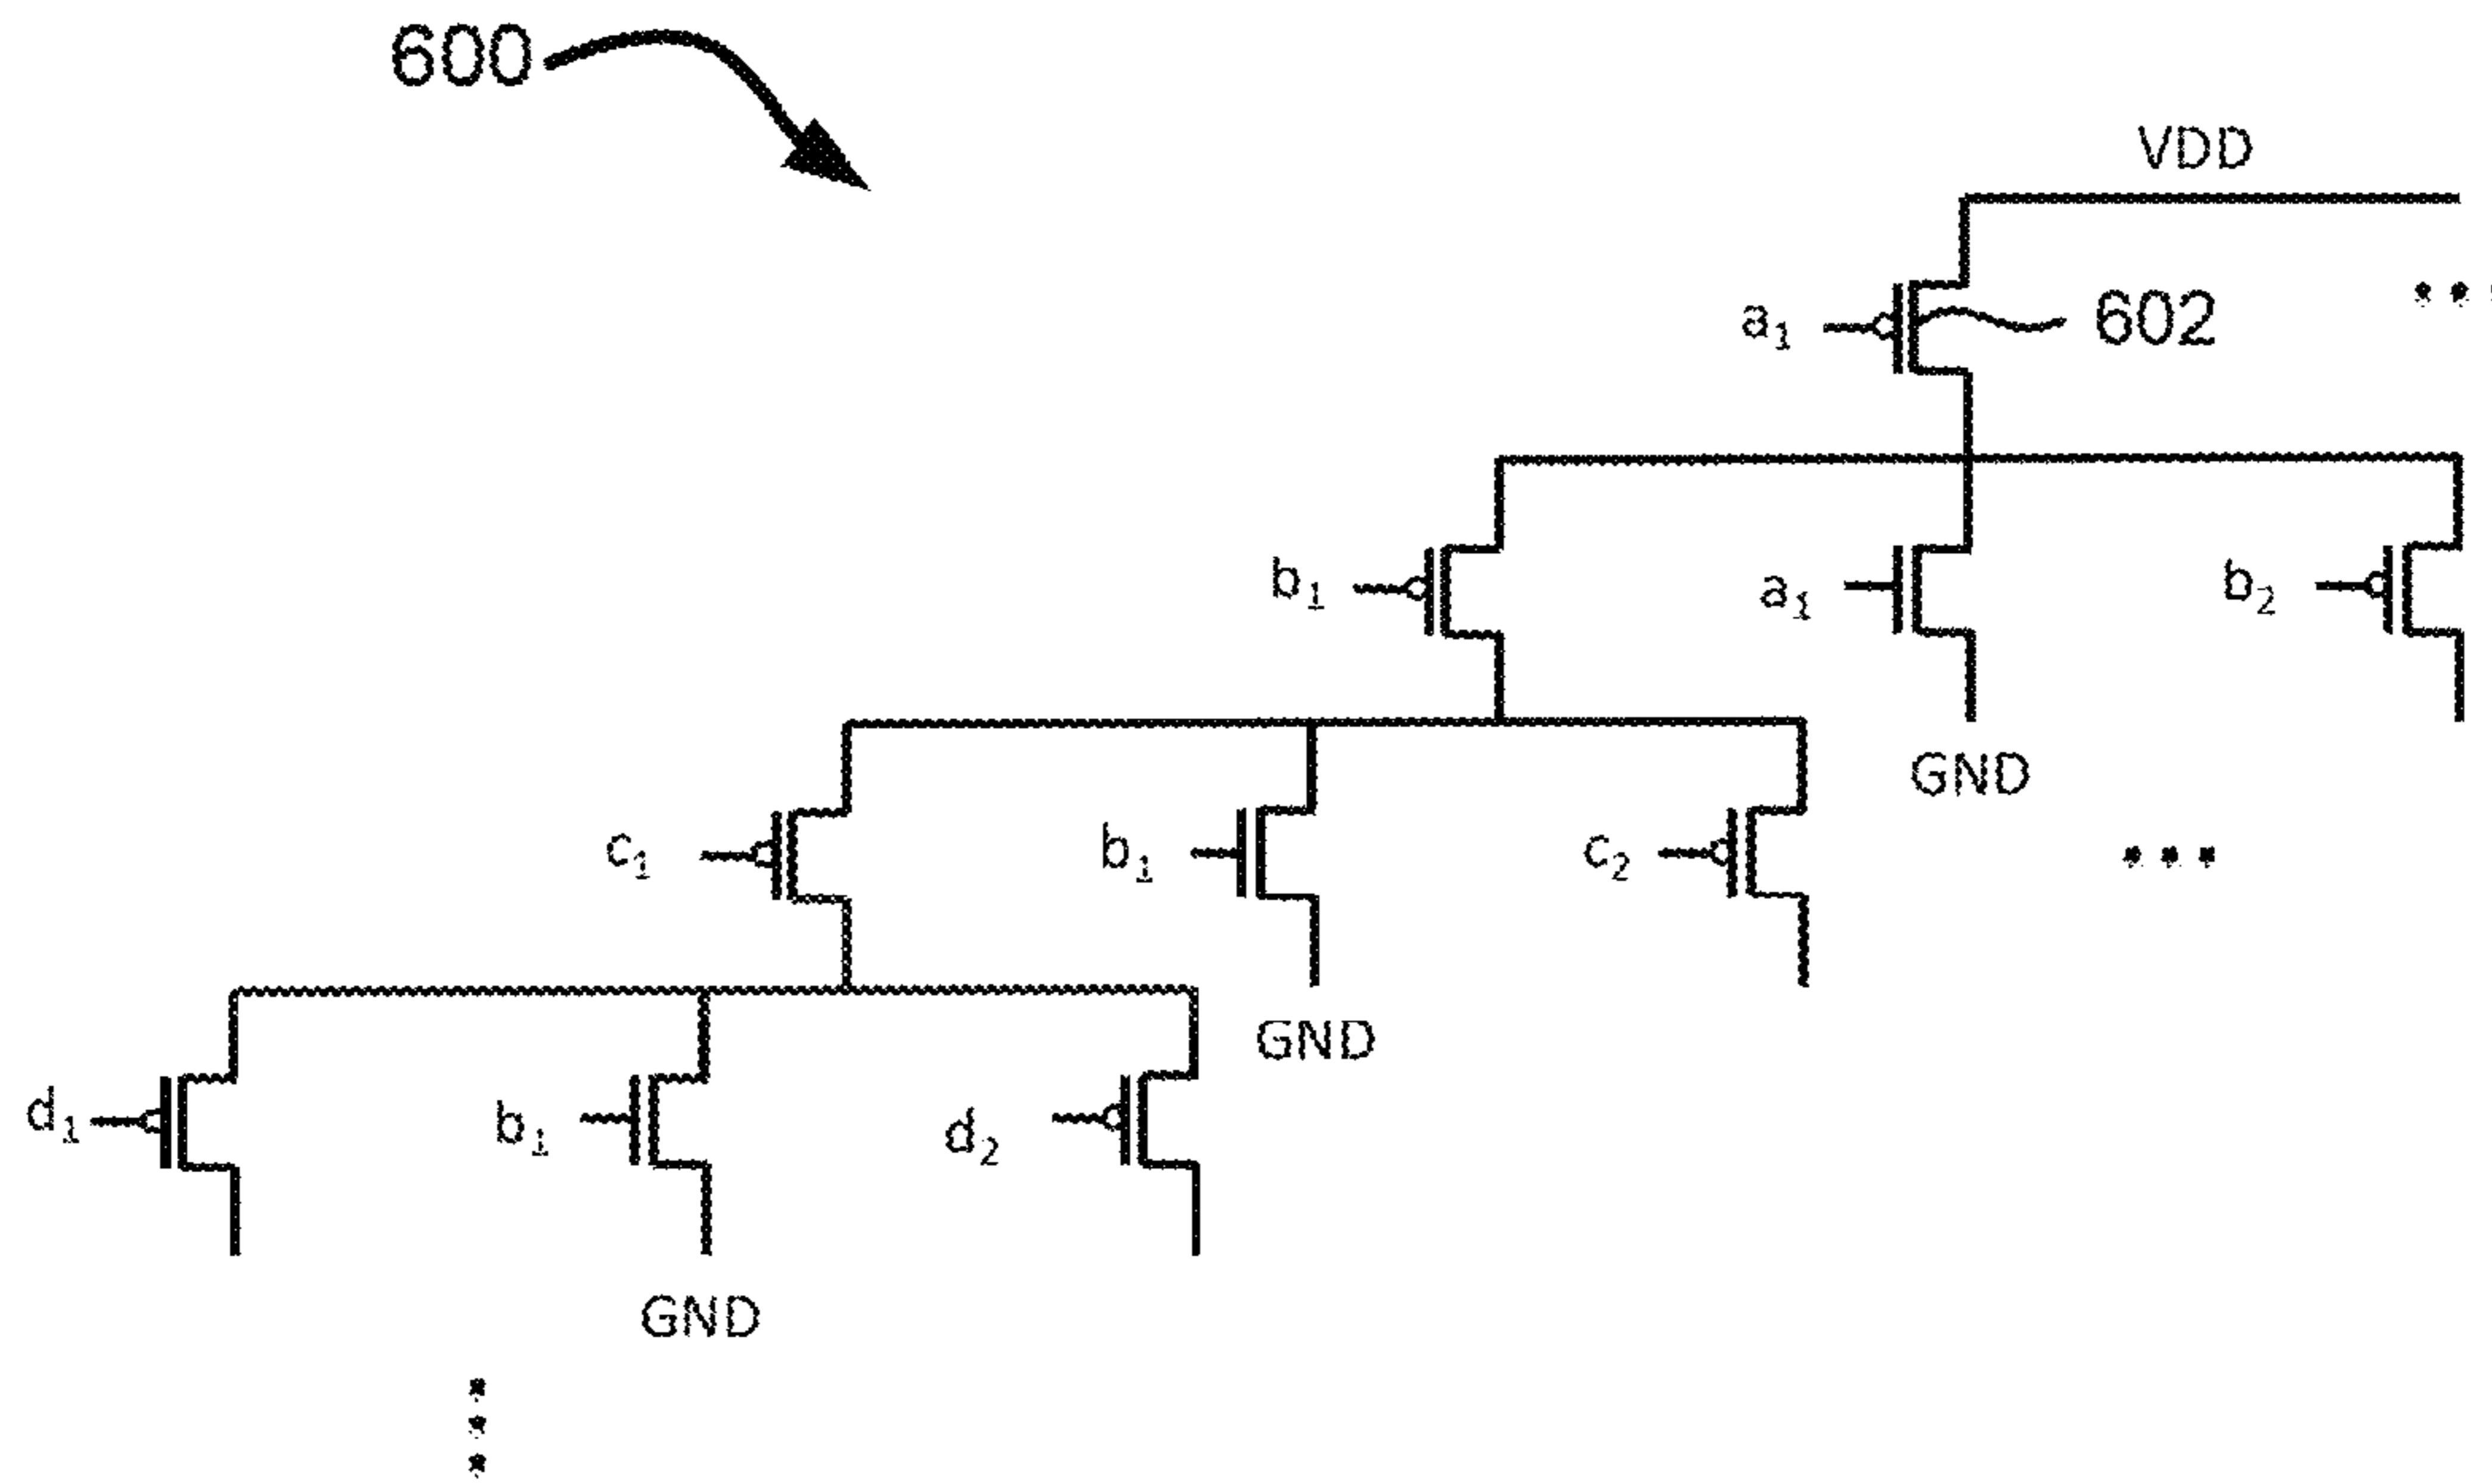 600
VDD
a₁ 602
b₁ a₁ b₂
GND
c₁ b₁ c₂
GND
d₁ b₁ d₂
GND